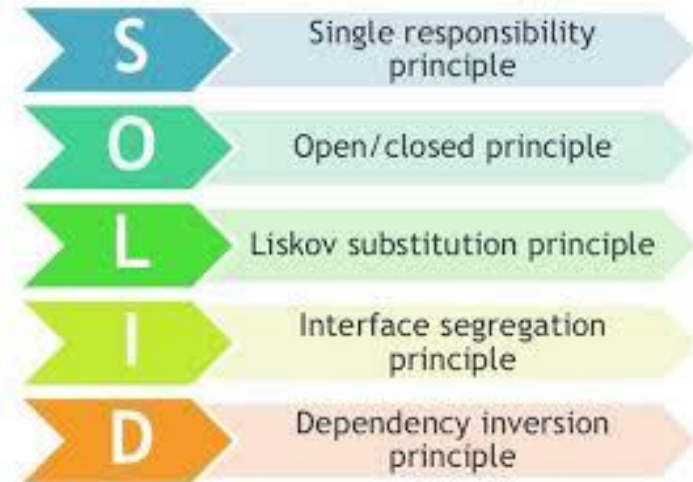 S
Single responsibility
principle
O
Open/closed principle
L
Liskov substitution principle
I
Interface segregation
principle
D
Dependency inversion
principle